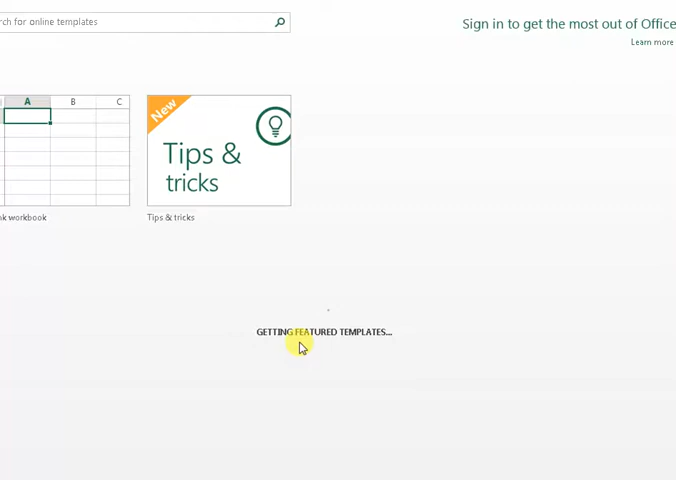 rch for online templates
Sign in to get the most out of Office
Learn more
A B C
New
Tips &
tricks
nk workbook
Tips & tricks
GETTING FEATURED TEMPLATES...